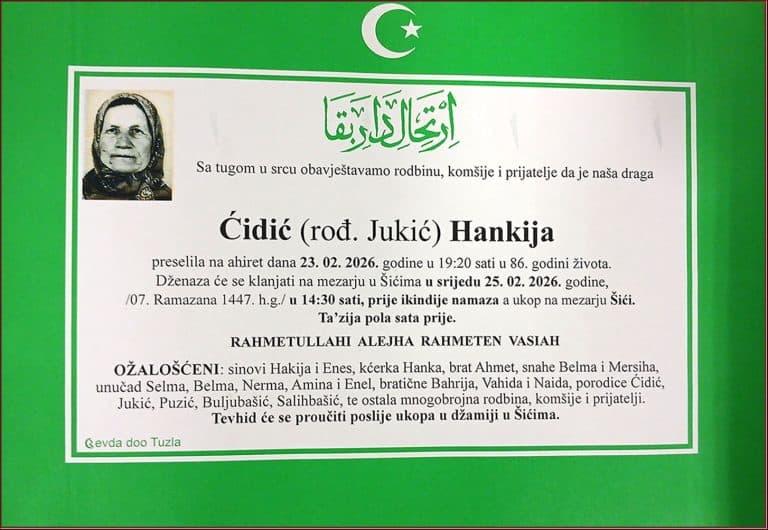 اِرْتِحَالِ دَارِ بَقَا
Sa tugom u srcu obavještavamo rodbinu, komšije i prijatelje da je naša draga
Ćidić (rođ. Jukić) Hankija
preselila na ahiret dana 23. 02. 2026. godine u 19:20 sati u 86. godini života.
Dženaza će se klanjati na mezarju u Šićima u srijedu 25. 02. 2026. godine,
/07. Ramazana 1447. h.g./ u 14:30 sati, prije ikindije namaza a ukop na mezarju Šići.
Ta'zija pola sata prije.
RAHMETULLAHI ALEJHA RAHMETEN VASIAH
OŽALOŠĆENI: sinovi Hakija i Enes, kćerka Hanka, brat Ahmet, snahe Belma i Mersiha,
unučad Selma, Belma, Nerma, Amina i Enel, bratične Bahrija, Vahida i Naida, porodice Ćidić,
Jukić, Puzić, Buljubašić, Salihbašić, te ostala mnogobrojna rodbina, komšije i prijatelji.
Tevhid će se proučiti poslije ukopa u džamiji u Šićima.
Ševda doo Tuzla